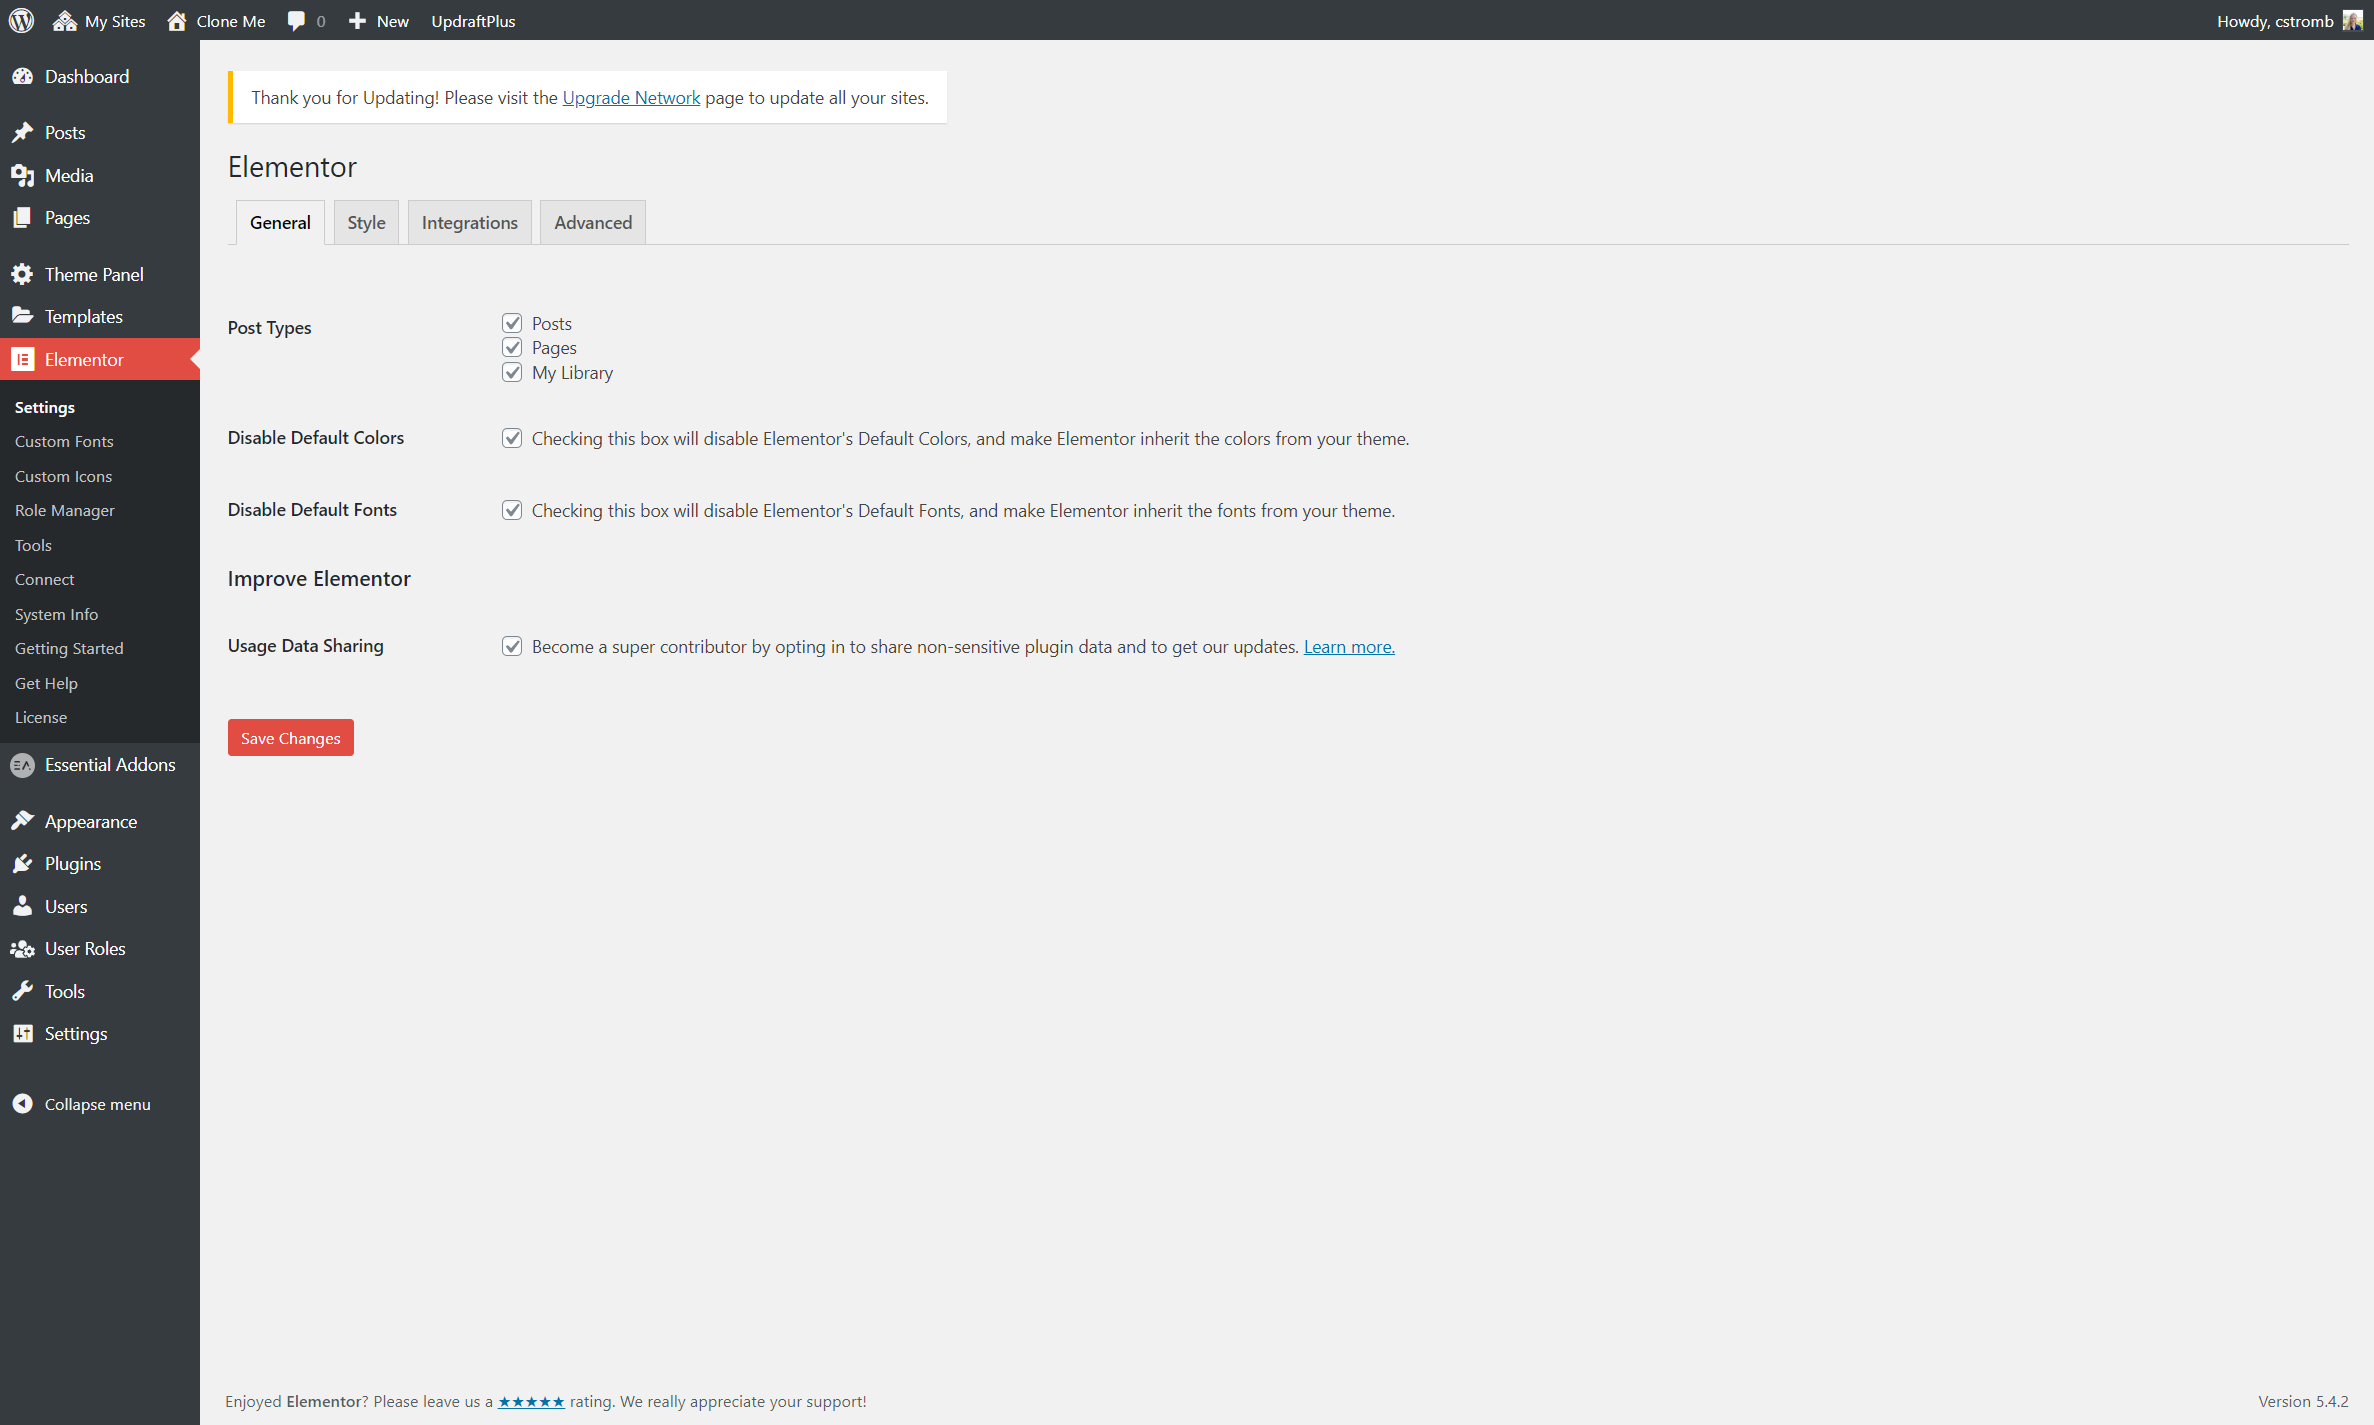 My Sites Clone Me 0 New UpdraftPlus Howdy, cstromb
Dashboard
Posts
Media
Pages
Theme Panel
Templates
Elementor
Settings
Custom Fonts
Custom Icons
Role Manager
Tools
Connect
System Info
Getting Started
Get Help
License
Essential Addons
Appearance
Plugins
Users
User Roles
Tools
Settings
Collapse menu
Thank you for Updating! Please visit the Upgrade Network page to update all your sites.
Elementor
General Style Integrations Advanced
Post Types
Posts
Pages
My Library
Disable Default Colors Checking this box will disable Elementor's Default Colors, and make Elementor inherit the colors from your theme.
Disable Default Fonts Checking this box will disable Elementor's Default Fonts, and make Elementor inherit the fonts from your theme.
Improve Elementor
Usage Data Sharing Become a super contributor by opting in to share non-sensitive plugin data and to get our updates. Learn more.
Save Changes
Enjoyed Elementor? Please leave us a ★★★★★ rating. We really appreciate your support! Version 5.4.2